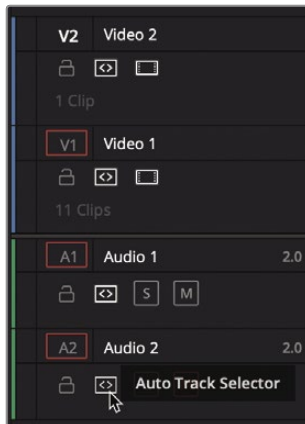 V2 Video 2
1 Clip
V1 Video 1
11 Clips
A1 Audio 1 2.0
S M
A2 Audio 2 2.0
Auto Track Selector